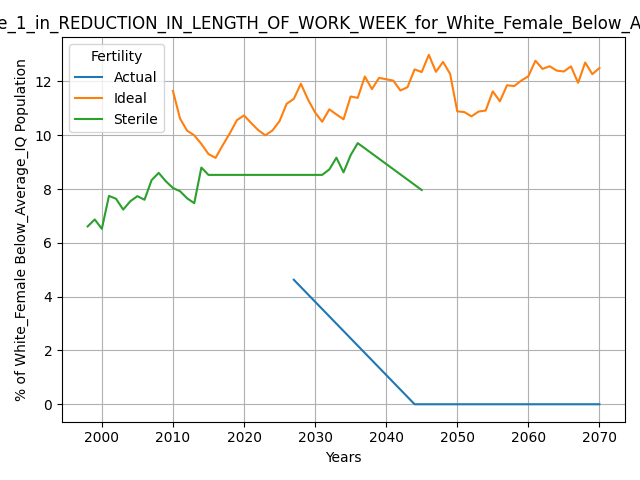 e_1_in_REDUCTION_IN_LENGTH_OF_WORK_WEEK_for_White_Female_Below_A
Fertility
Actual
Ideal
Sterile
% of White_Female Below_Average_IQ Population
12
10
8
6
4
2
0
2000 2010 2020 2030 2040 2050 2060 2070
Years